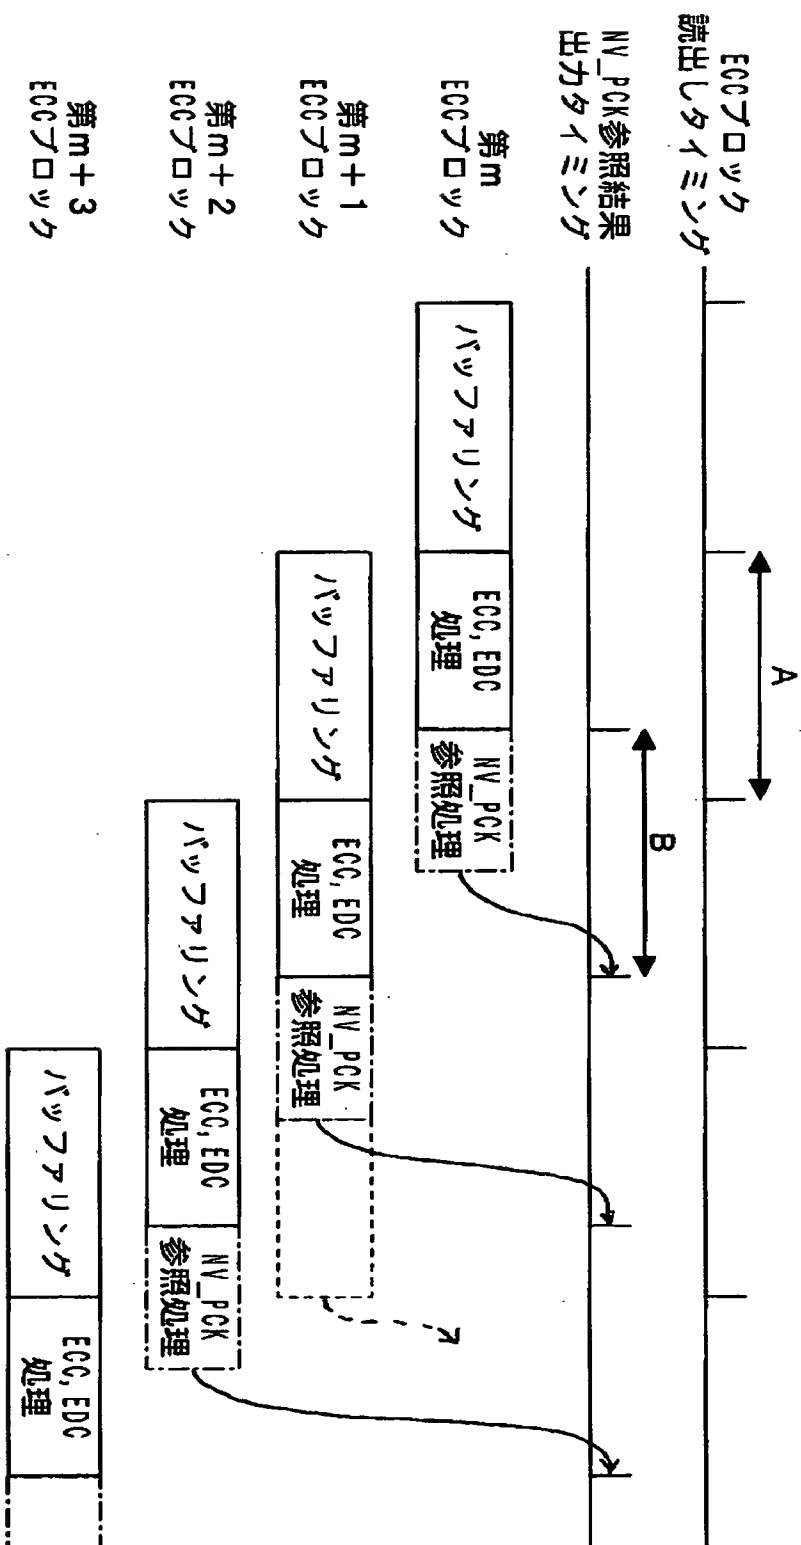 ECCブロック
読出しタイミング
A
NV_PCK参照結果
出力タイミング
B
第m
ECCブロック
バッファリング
ECC, EDC
処理
NV_PCK
参照処理
第m+1
ECCブロック
バッファリング
ECC, EDC
処理
NV_PCK
参照処理
第m+2
ECCブロック
バッファリング
ECC, EDC
処理
NV_PCK
参照処理
第m+3
ECCブロック
バッファリング
ECC, EDC
処理